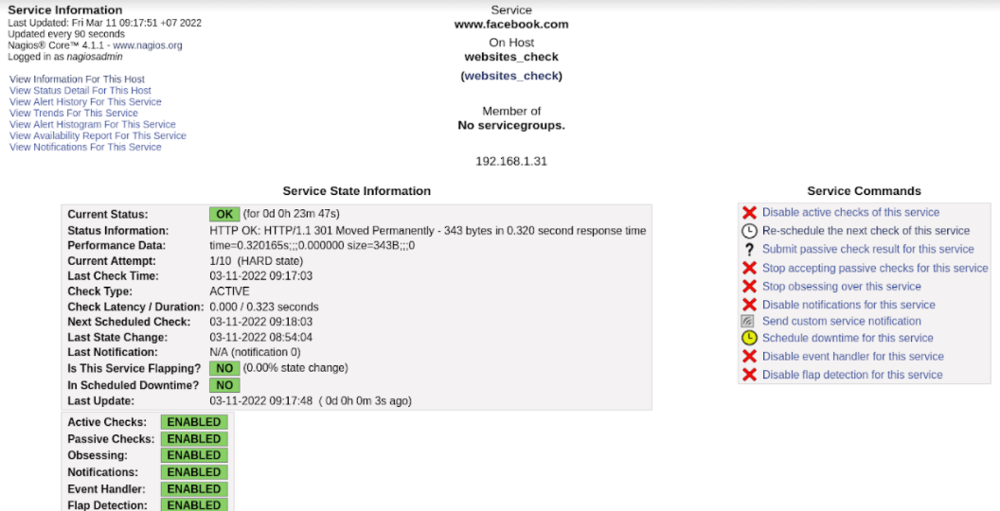 Service Information
Last Updated: Fri Mar 11 09:17:51 +07 2022
Updated every 90 seconds
Nagios® Core™ 4.1.1 - www.nagios.org
Logged in as nagiosadmin
View Information For This Host
View Status Detail For This Host
View Alert History For This Service
View Trends For This Service
View Alert Histogram For This Service
View Availability Report For This Service
View Notifications For This Service
Service
www.facebook.com
On Host
websites_check
(websites_check)
Member of
No servicegroups.
192.168.1.31
Service State Information
Current Status: OK (for 0d 0h 23m 47s)
Status Information: HTTP OK: HTTP/1.1 301 Moved Permanently - 343 bytes in 0.320 second response time
Performance Data: time=0.320165s;;;0.000000 size=343B;;;0
Current Attempt: 1/10 (HARD state)
Last Check Time: 03-11-2022 09:17:03
Check Type: ACTIVE
Check Latency / Duration: 0.000 / 0.323 seconds
Next Scheduled Check: 03-11-2022 09:18:03
Last State Change: 03-11-2022 08:54:04
Last Notification: N/A (notification 0)
Is This Service Flapping? NO (0.00% state change)
In Scheduled Downtime? NO
Last Update: 03-11-2022 09:17:48 ( 0d 0h 0m 3s ago)
Active Checks: ENABLED
Passive Checks: ENABLED
Obsessing: ENABLED
Notifications: ENABLED
Event Handler: ENABLED
Flap Detection: ENABLED
Service Commands
Disable active checks of this service
Re-schedule the next check of this service
Submit passive check result for this service
Stop accepting passive checks for this service
Stop obsessing over this service
Disable notifications for this service
Send custom service notification
Schedule downtime for this service
Disable event handler for this service
Disable flap detection for this service